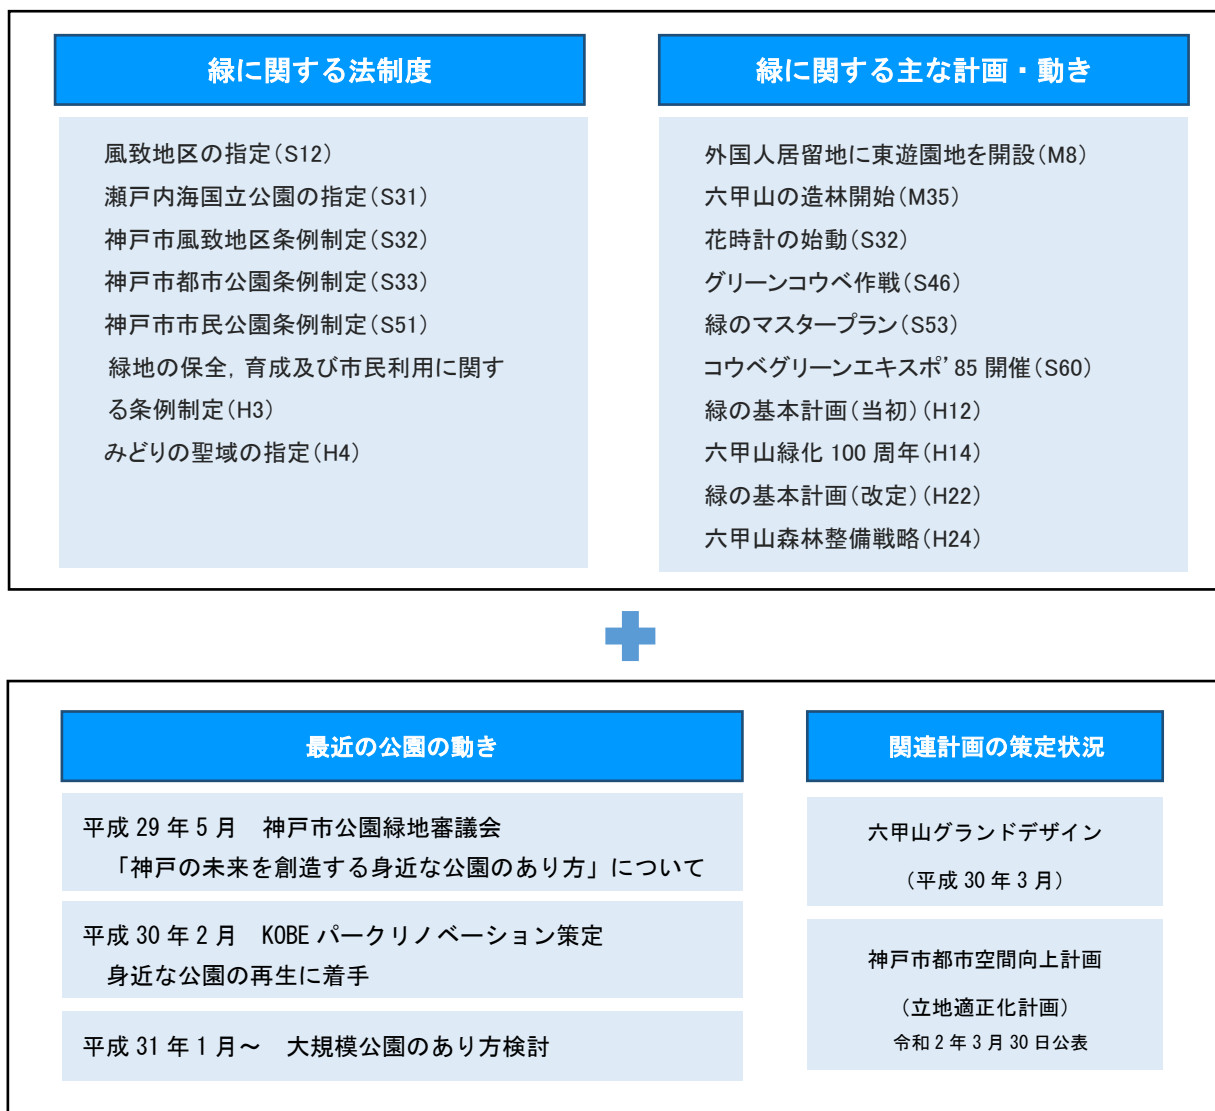 緑に関する法制度
風致地区の指定(S12)
瀬戸内海国立公園の指定(S31)
神戸市風致地区条例制定(S32)
神戸市都市公園条例制定(S33)
神戸市市民公園条例制定(S51)
緑地の保全，育成及び市民利用に関す
る条例制定(H3)
みどりの聖域の指定(H4)
緑に関する主な計画・動き
外国人居留地に東遊園地を開設(M8)
六甲山の造林開始(M35)
花時計の始動(S32)
グリーンコウベ作戦(S46)
緑のマスタープラン(S53)
コウベグリーンエキスポ’85 開催(S60)
緑の基本計画(当初)(H12)
六甲山緑化 100 周年(H14)
緑の基本計画(改定)(H22)
六甲山森林整備戦略(H24)
最近の公園の動き
平成 29 年 5 月　神戸市公園緑地審議会
「神戸の未来を創造する身近な公園のあり方」について
平成 30 年 2 月　KOBE パークリノベーション策定
身近な公園の再生に着手
平成 31 年 1 月～　大規模公園のあり方検討
関連計画の策定状況
六甲山グランドデザイン
（平成 30 年 3 月）
神戸市都市空間向上計画
（立地適正化計画）
令和 2 年 3 月 30 日公表